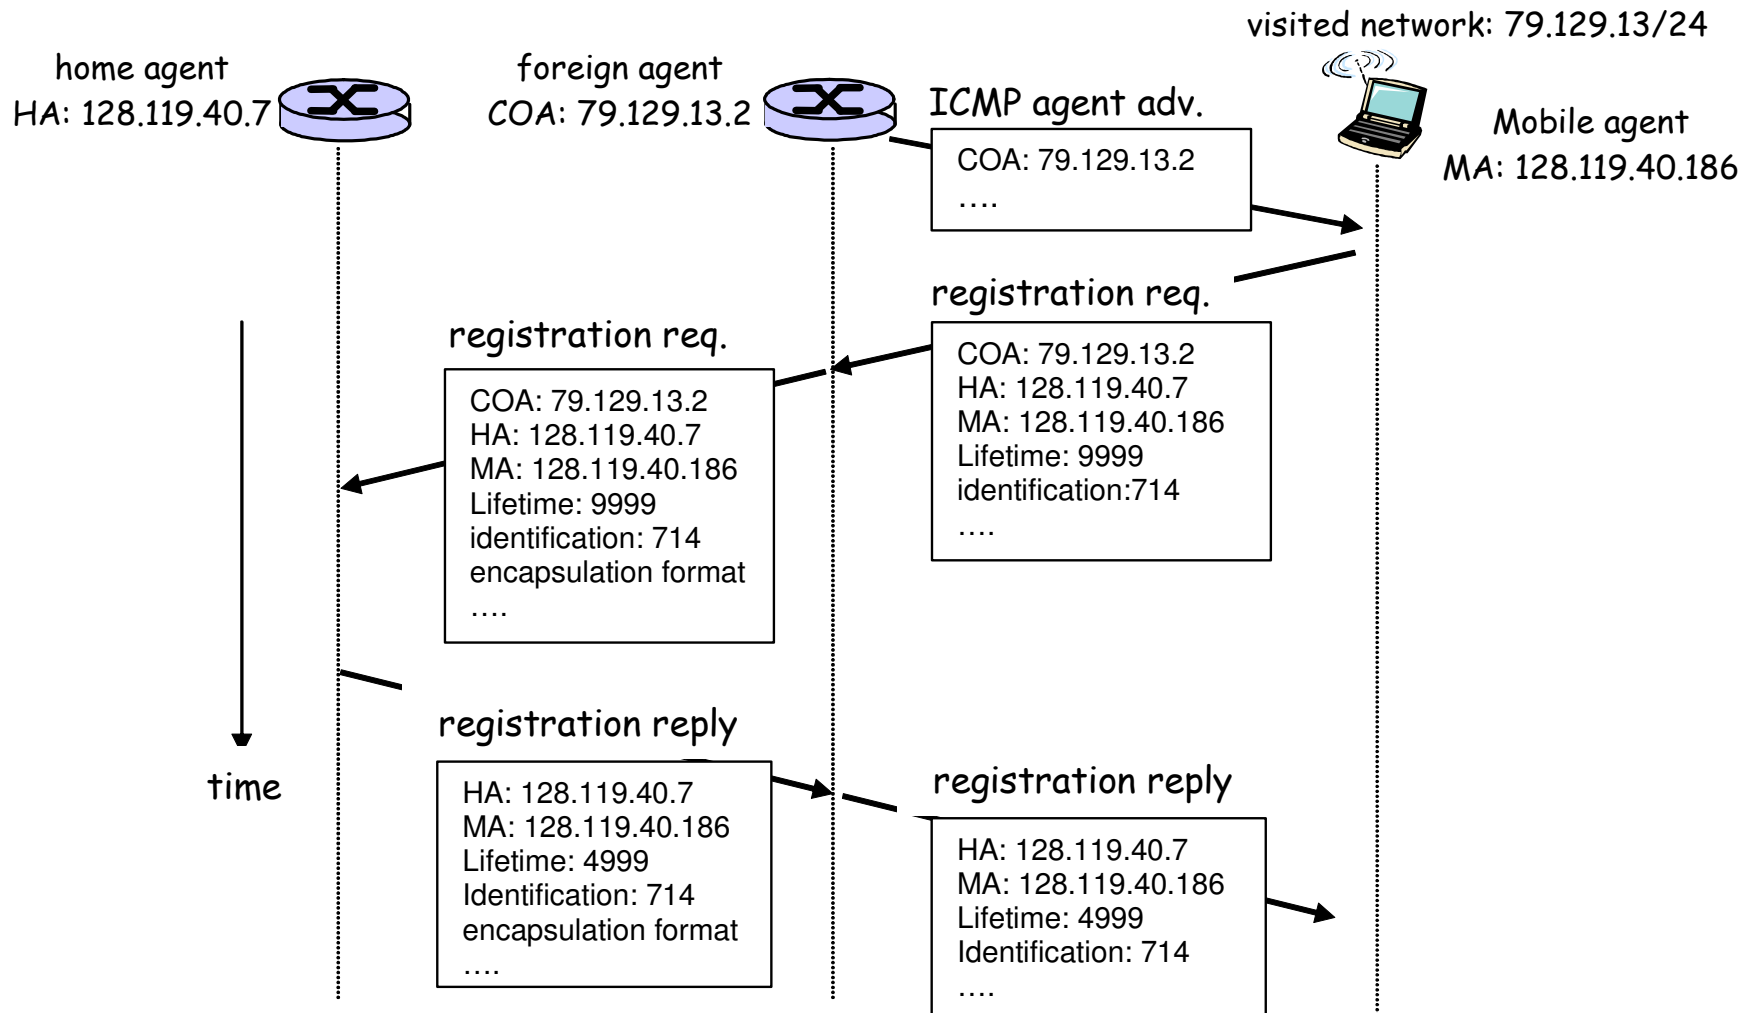 visited network: 79.129.13/24
home agent
HA: 128.119.40.7
foreign agent
COA: 79.129.13.2
ICMP agent adv.
COA: 79.129.13.2
….
Mobile agent
MA: 128.119.40.186
registration req.
COA: 79.129.13.2
HA: 128.119.40.7
MA: 128.119.40.186
Lifetime: 9999
identification:714
….
registration req.
COA: 79.129.13.2
HA: 128.119.40.7
MA: 128.119.40.186
Lifetime: 9999
identification: 714
encapsulation format
….
time
registration reply
HA: 128.119.40.7
MA: 128.119.40.186
Lifetime: 4999
Identification: 714
encapsulation format
….
registration reply
HA: 128.119.40.7
MA: 128.119.40.186
Lifetime: 4999
Identification: 714
….